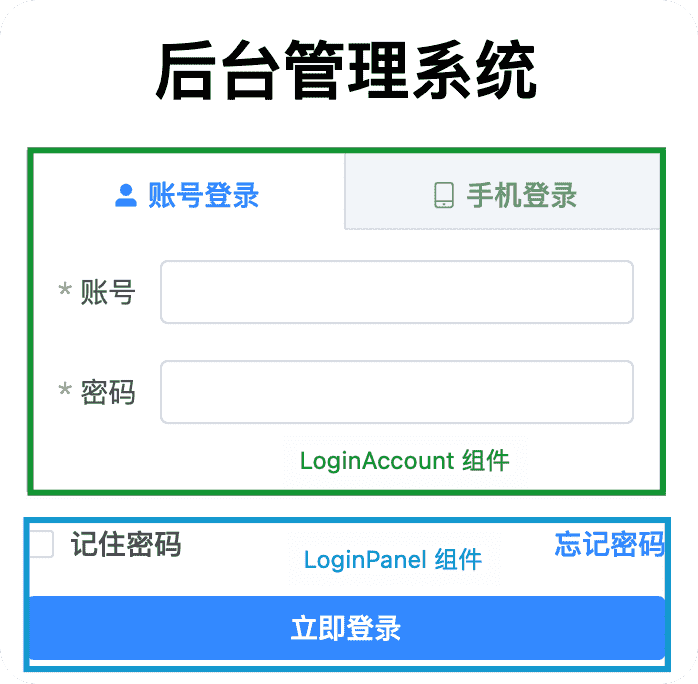 后台管理系统
账号登录 手机登录
* 账号
* 密码
LoginAccount 组件
记住密码 LoginPanel 组件 忘记密码
立即登录